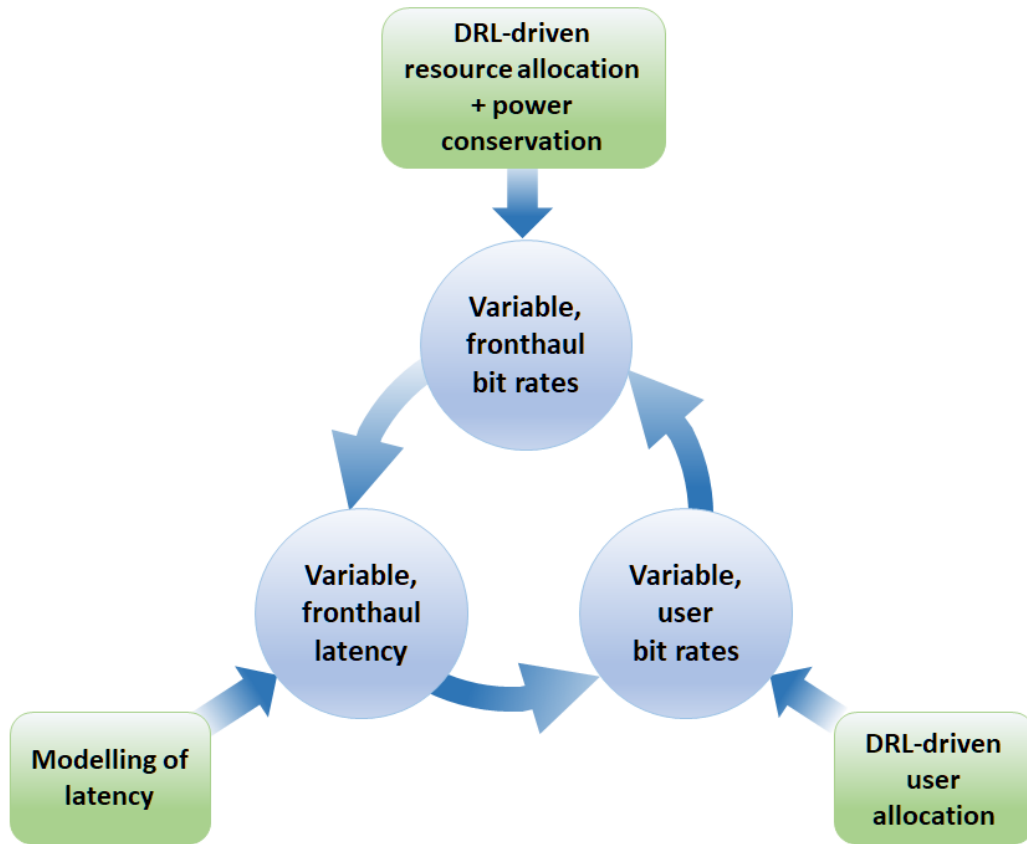 DRL-driven
resource allocation
+ power
conservation
Variable,
fronthaul
bit rates
Variable,
fronthaul
latency
Variable,
user
bit rates
Modelling of
latency
DRL-driven
user
allocation